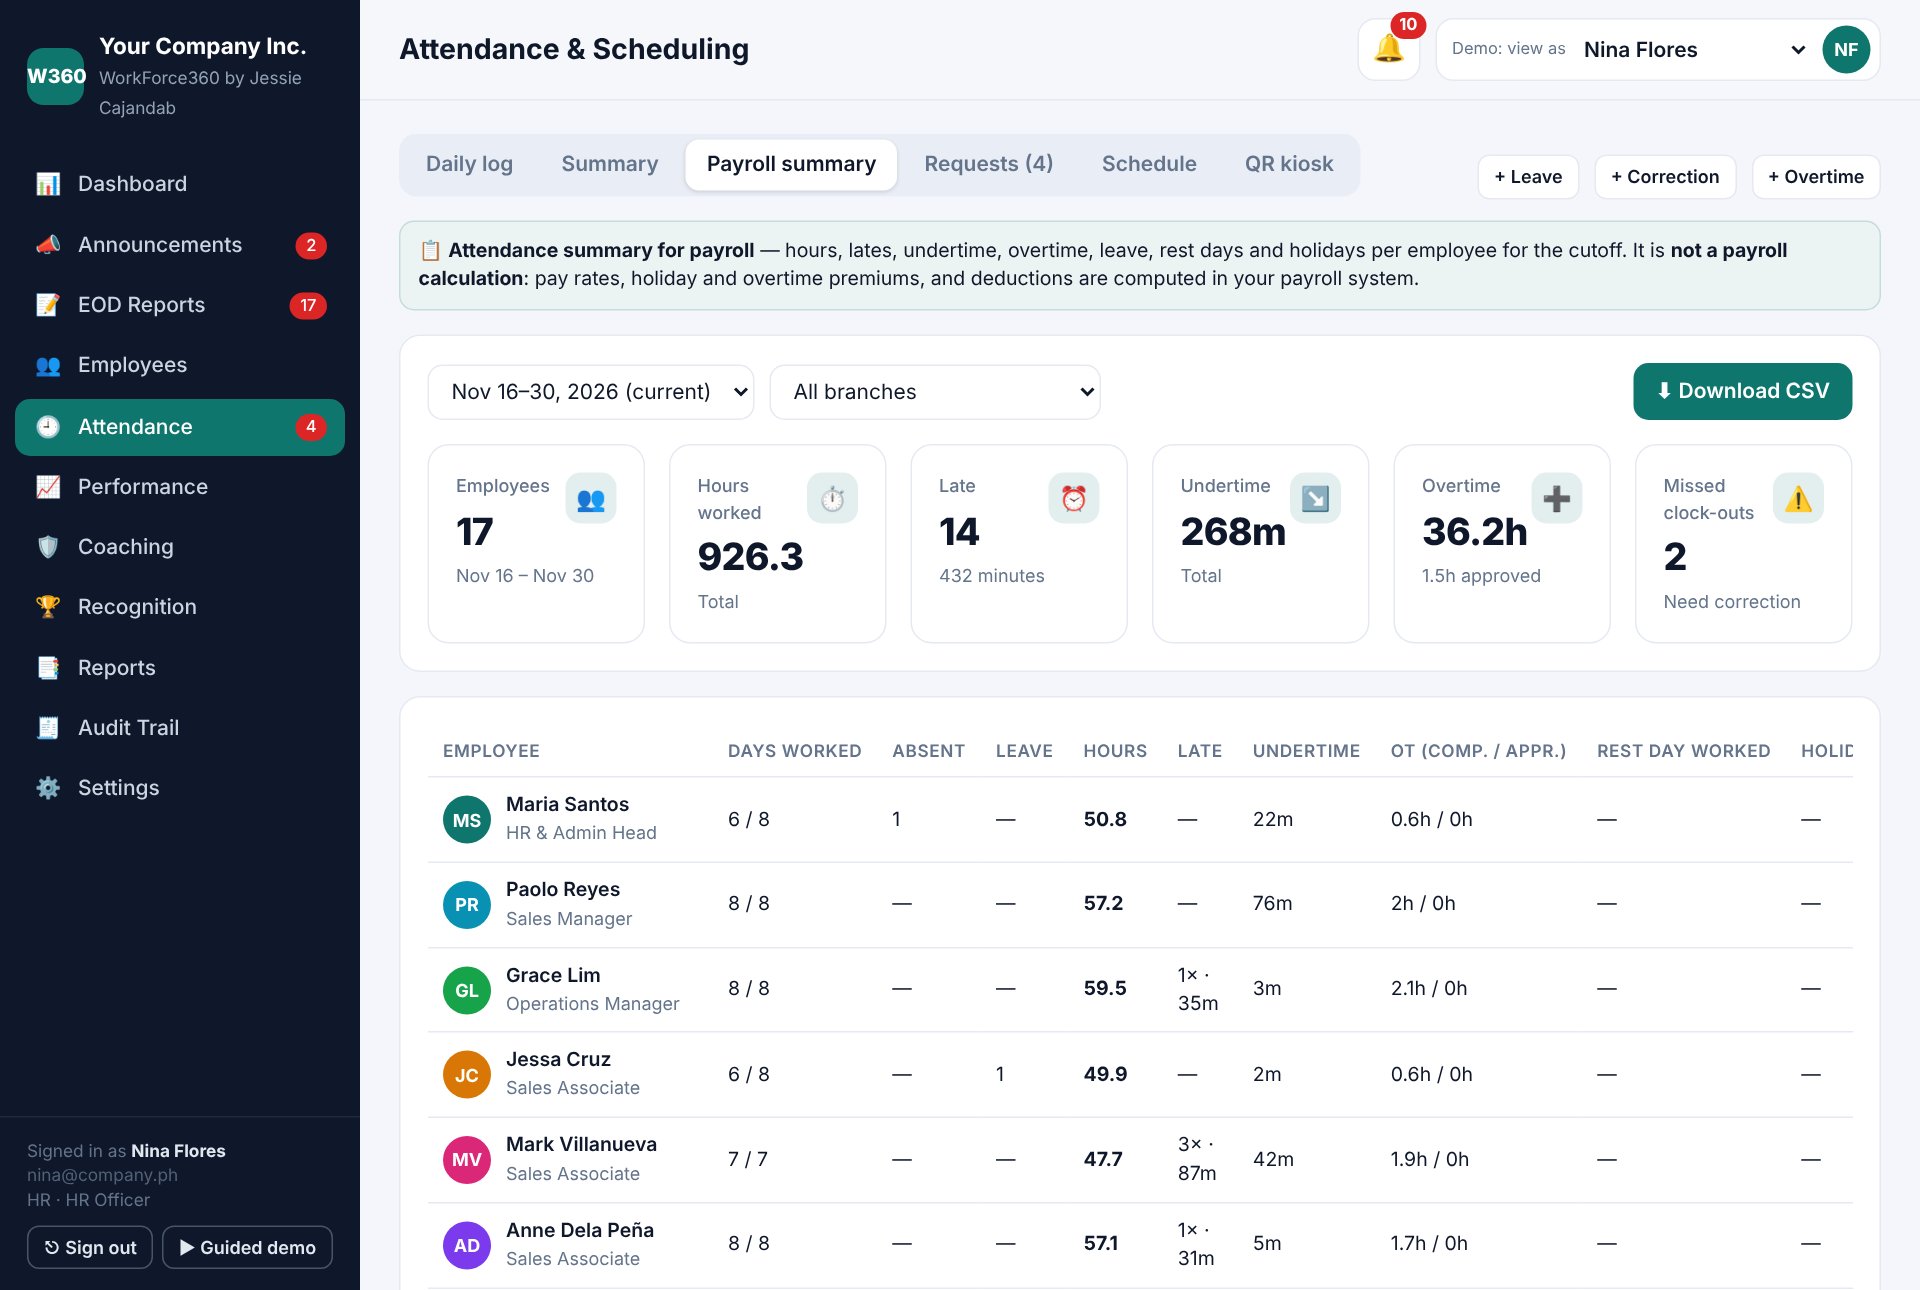 W360
Your Company Inc.
WorkForce360 by Jessie
Cajandab
Dashboard
Announcements 2
EOD Reports 17
Employees
Attendance 4
Performance
Coaching
Recognition
Reports
Audit Trail
Settings
Signed in as Nina Flores
nina@company.ph
HR · HR Officer
Sign out
Guided demo
Attendance & Scheduling
10
Demo: view as Nina Flores
NF
Daily log Summary Payroll summary Requests (4) Schedule QR kiosk
+ Leave + Correction + Overtime
Attendance summary for payroll — hours, lates, undertime, overtime, leave, rest days and holidays per employee for the cutoff. It is not a payroll
calculation: pay rates, holiday and overtime premiums, and deductions are computed in your payroll system.
Nov 16–30, 2026 (current) All branches
⬇ Download CSV
Employees
17
Nov 16 – Nov 30
Hours
worked
926.3
Total
Late
14
432 minutes
Undertime
268m
Total
Overtime
36.2h
1.5h approved
Missed
clock-outs
2
Need correction
EMPLOYEE DAYS WORKED ABSENT LEAVE HOURS LATE UNDERTIME OT (COMP. / APPR.) REST DAY WORKED HOLID
MS Maria Santos
HR & Admin Head
6 / 8 1 — 50.8 — 22m 0.6h / 0h — —
PR Paolo Reyes
Sales Manager
8 / 8 — — 57.2 — 76m 2h / 0h — —
GL Grace Lim
Operations Manager
8 / 8 — — 59.5 1× · 35m 3m 2.1h / 0h — —
JC Jessa Cruz
Sales Associate
6 / 8 — 1 49.9 — 2m 0.6h / 0h — —
MV Mark Villanueva
Sales Associate
7 / 7 — — 47.7 3× · 87m 42m 1.9h / 0h — —
AD Anne Dela Peña
Sales Associate
8 / 8 — — 57.1 1× · 31m 5m 1.7h / 0h — —